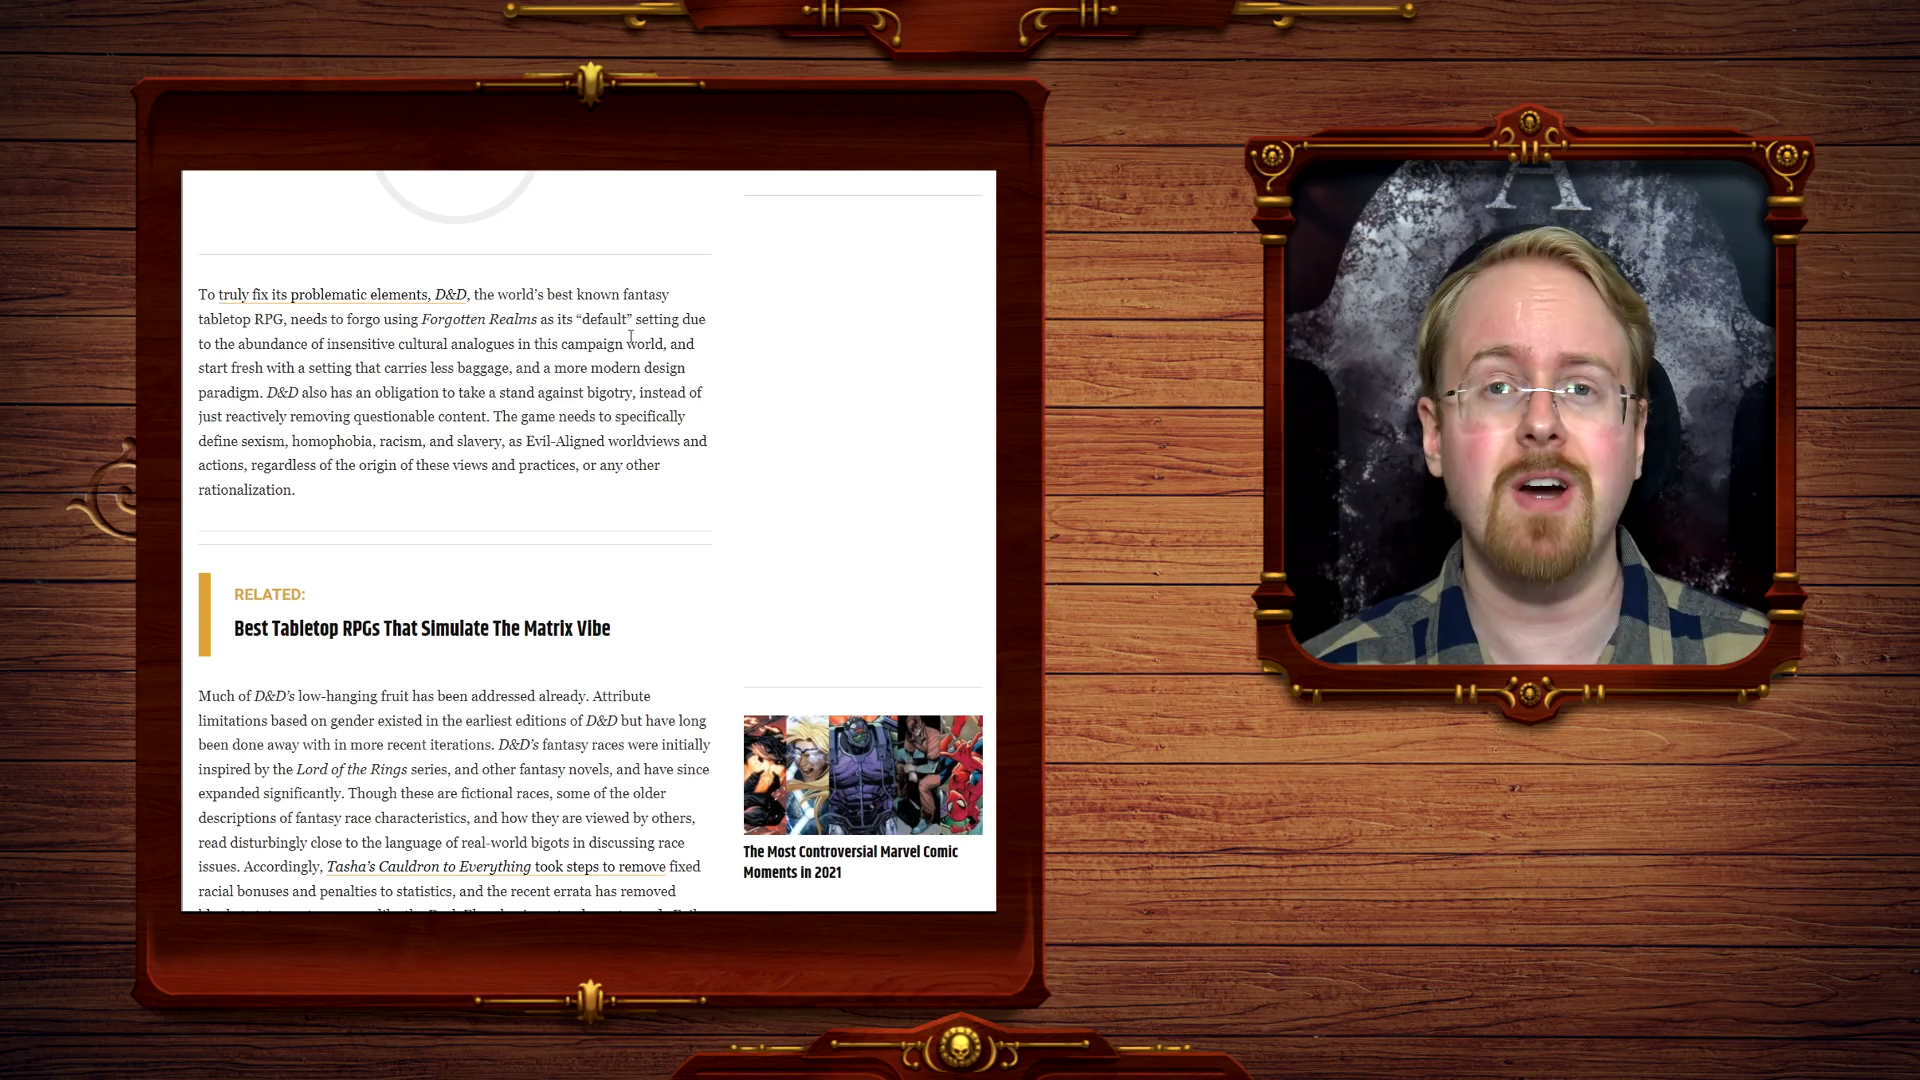 To truly fix its problematic elements, D&D, the world’s best known fantasy
tabletop RPG, needs to forgo using Forgotten Realms as its “default” setting due
to the abundance of insensitive cultural analogues in this campaign world, and
start fresh with a setting that carries less baggage, and a more modern design
paradigm. D&D also has an obligation to take a stand against bigotry, instead of
just reactively removing questionable content. The game needs to specifically
define sexism, homophobia, racism, and slavery, as Evil-Aligned worldviews and
actions, regardless of the origin of these views and practices, or any other
rationalization.
RELATED:
Best Tabletop RPGs That Simulate The Matrix Vibe
Much of D&D’s low-hanging fruit has been addressed already. Attribute
limitations based on gender existed in the earliest editions of D&D but have long
been done away with in more recent iterations. D&D’s fantasy races were initially
inspired by the Lord of the Rings series, and other fantasy novels, and have since
expanded significantly. Though these are fictional races, some of the older
descriptions of fantasy race characteristics, and how they are viewed by others,
read disturbingly close to the language of real-world bigots in discussing race
issues. Accordingly, Tasha’s Cauldron to Everything took steps to remove fixed
racial bonuses and penalties to statistics, and the recent errata has removed
The Most Controversial Marvel Comic
Moments in 2021
A